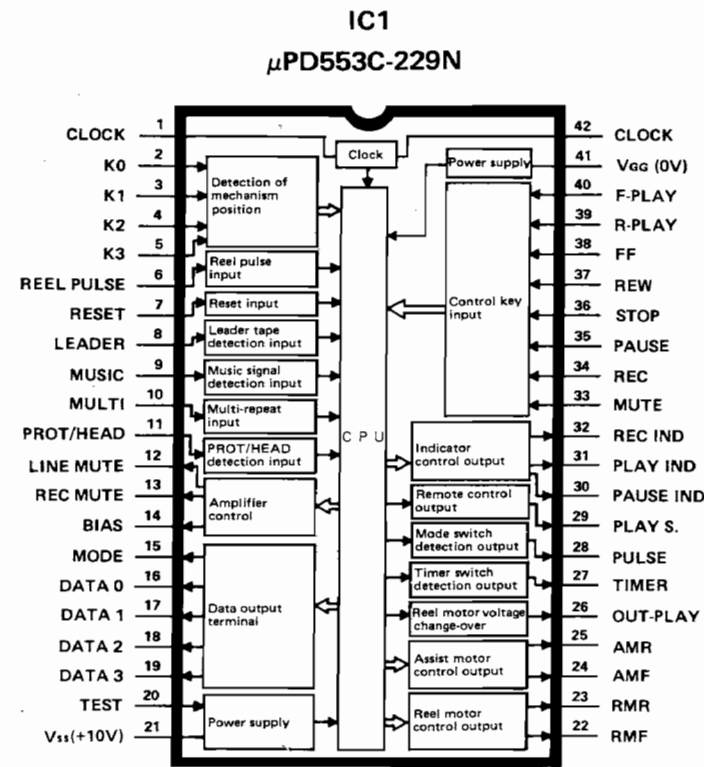 IC1
μPD553C-229N
CLOCK 1
K0 2
K1 3
K2 4
K3 5
REEL PULSE 6
RESET 7
LEADER 8
MUSIC 9
MULTI 10
PROT/HEAD 11
LINE MUTE 12
REC MUTE 13
BIAS 14
MODE 15
DATA 0 16
DATA 1 17
DATA 2 18
DATA 3 19
TEST 20
Vss(+10V) 21
Detection of
mechanism
position
Reel pulse
input
Reset input
Leader tape
detection input
Music signal
detection input
Multi-repeat
input
PROT/HEAD
detection input
Amplifier
control
Data output
terminal
Power supply
Clock
CPU
Power supply
Control key
input
Indicator
control output
Remote control
output
Mode switch
detection output
Timer switch
detection output
Reel motor voltage
change-over
Assist motor
control output
Reel motor
control output
42 CLOCK
41 VGG (0V)
40 F-PLAY
39 R-PLAY
38 FF
37 REW
36 STOP
35 PAUSE
34 REC
33 MUTE
32 REC IND
31 PLAY IND
30 PAUSE IND
29 PLAY S.
28 PULSE
27 TIMER
26 OUT-PLAY
25 AMR
24 AMF
23 RMR
22 RMF